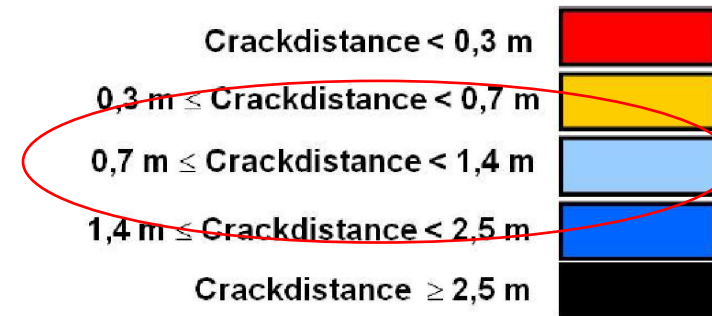 Crackdistance < 0,3 m
0,3 m ≤ Crackdistance < 0,7 m
0,7 m ≤ Crackdistance < 1,4 m
1,4 m ≤ Crackdistance < 2,5 m
Crackdistance ≥ 2,5 m